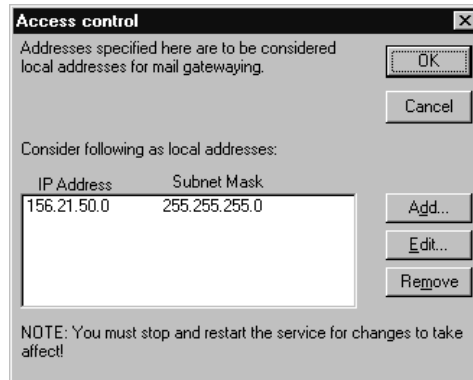 Access control
Addresses specified here are to be considered
local addresses for mail gatewaying.
OK
Cancel
Consider following as local addresses:
IP Address Subnet Mask
156.21.50.0 255.255.255.0
Add...
Edit...
Remove
NOTE: You must stop and restart the service for changes to take
affect!